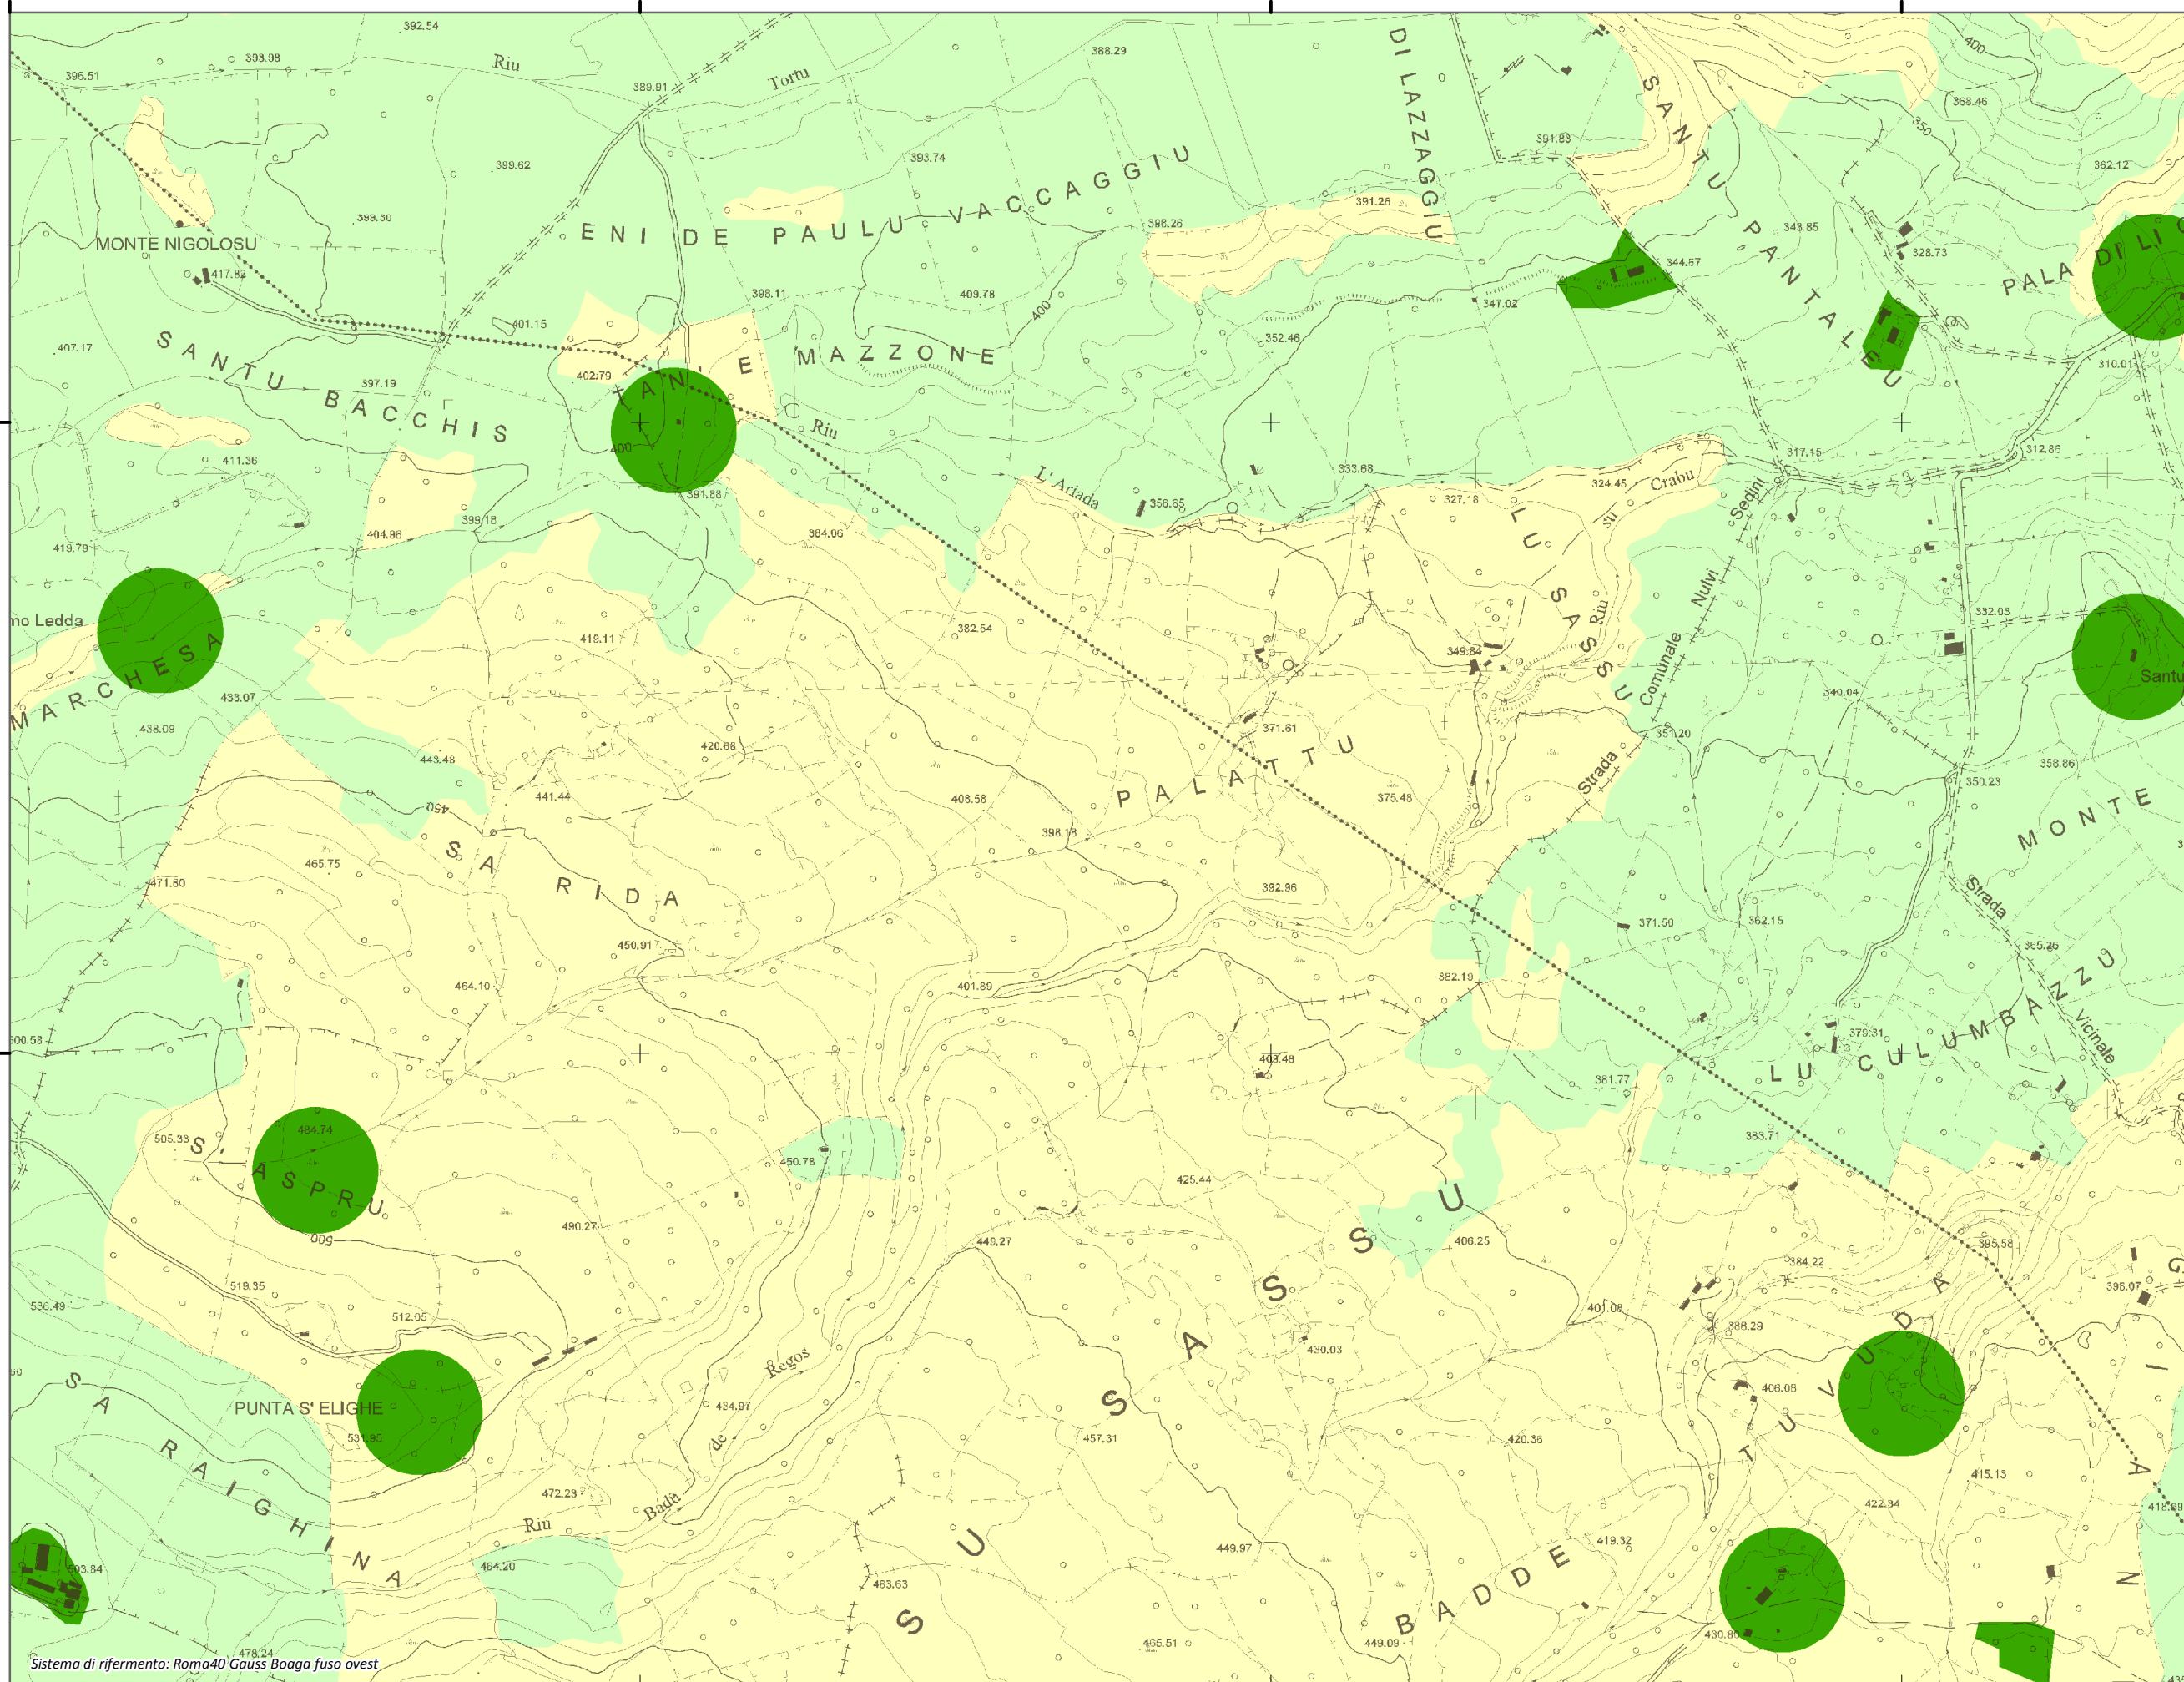 392.54
393.98
396.51
Riu
389.91
Tortu
388.29
DI LAZZAGGIU
391.83
SANTU PANTALEU
400
368.46
350
362.12
399.62
393.74
399.30
ENI DE PAULU VACCAGGIU
398.26
391.26
343.85
328.73
344.67
MONTE NIGOLOSU
417.82
398.11
409.78
400
347.02
PALA DI LI
401.15
352.46
407.17
SANTU BACCHIS
397.19
402.79
TAN' E MAZZONE
310.01
400
Riu
411.36
391.88
L' Ariada
333.68
317.15
312.86
324.45
Crabu
su
327.18
356.65
399.18
404.96
384.06
419.79
LU SASSU
Sedini
Nulvi
Comunale
Strada
Riu
332.03
mo Ledda
MARCHESA
419.11
382.54
349.84
Santu
433.07
438.09
340.04
371.61
351.20
420.66
443.48
PALATTU
358.86
350.23
450
441.44
408.58
375.48
MONTE
398.18
SA RIDA
465.75
471.80
392.96
Strada
371.50
362.15
365.26
450.91
464.10
401.89
382.19
LU CULUMBAZZU
Vicinale
379.31
500.58
409.48
381.77
383.71
484.74
505.33
S' ASPRU
450.78
425.44
490.27
500
449.27
SU SASSU
406.25
395.58
384.22
398.07
519.35
536.49
512.05
401.08
388.29
430.03
Regos
de
Badu
Riu
TUVUDA
406.08
SA RAIGHINA
PUNTA S' ELIGHE
531.95
434.97
457.31
420.36
415.13
422.34
472.23
449.97
419.32
464.20
503.84
483.63
BADDE
430.80
465.51
449.09
478.24
Sistema di rifermento: Roma40 Gauss Boaga fuso ovest